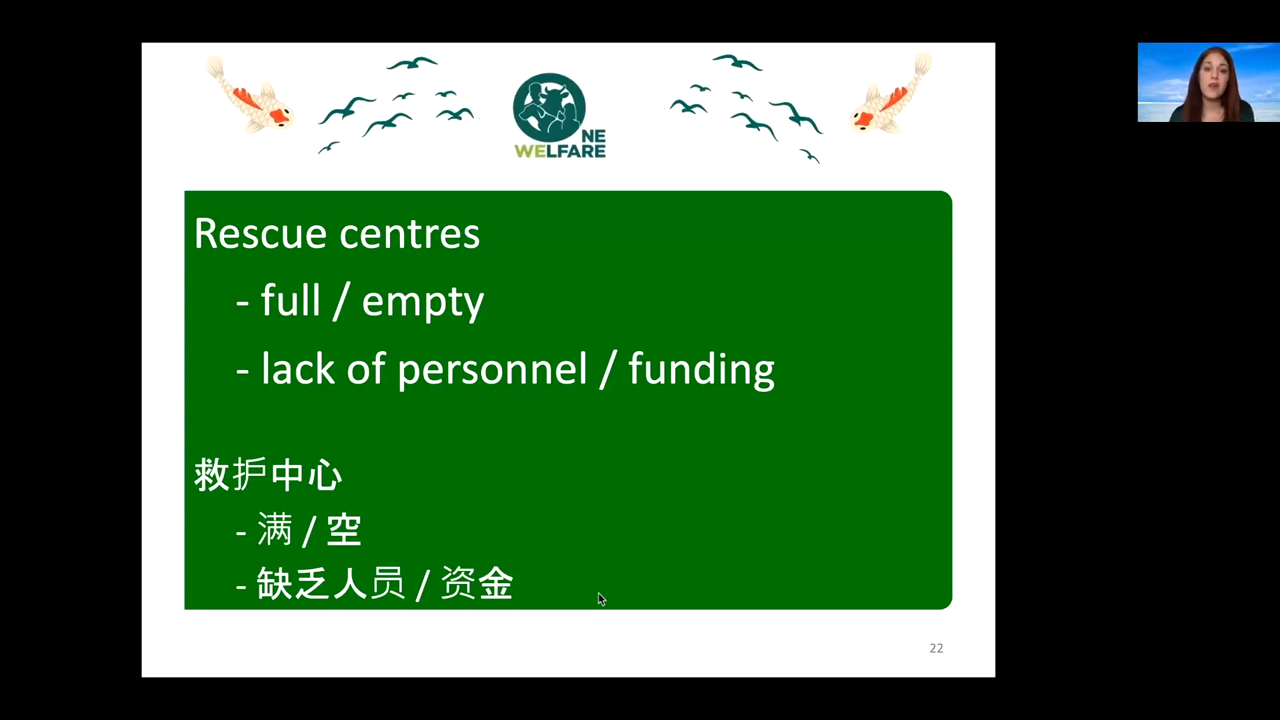 ONE
WELFARE
Rescue centres
- full / empty
- lack of personnel / funding
救护中心
- 满 / 空
- 缺乏人员 / 资金
22